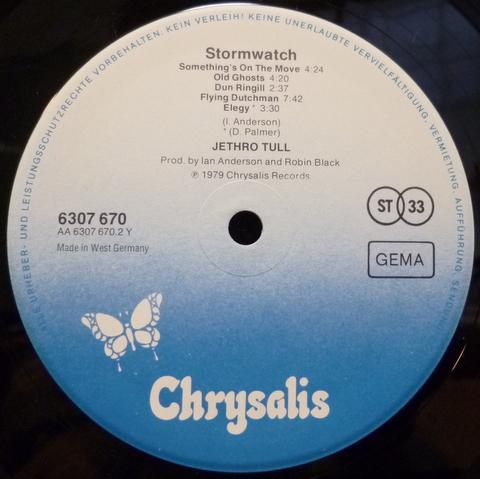 ALLE URHEBER- UND LEISTUNGSSCHUTZRECHTE VORBEHALTEN. KEIN VERLEIH! KEINE UNERLAUBTE VERVIELFÄLTIGUNG, VERMIETUNG, AUFFÜHRUNG, SENDUNG!
Stormwatch
Something's On The Move 4:24
Old Ghosts 4:20
Dun Ringill 2:37
Flying Dutchman 7:42
Elegy * 3:30
(I. Anderson)
* (D. Palmer)
JETHRO TULL
Prod. by Ian Anderson and Robin Black
℗ 1979 Chrysalis Records
6307 670
AA 6307 670.2 Y
Made in West Germany
ST 33
GEMA
Chrysalis